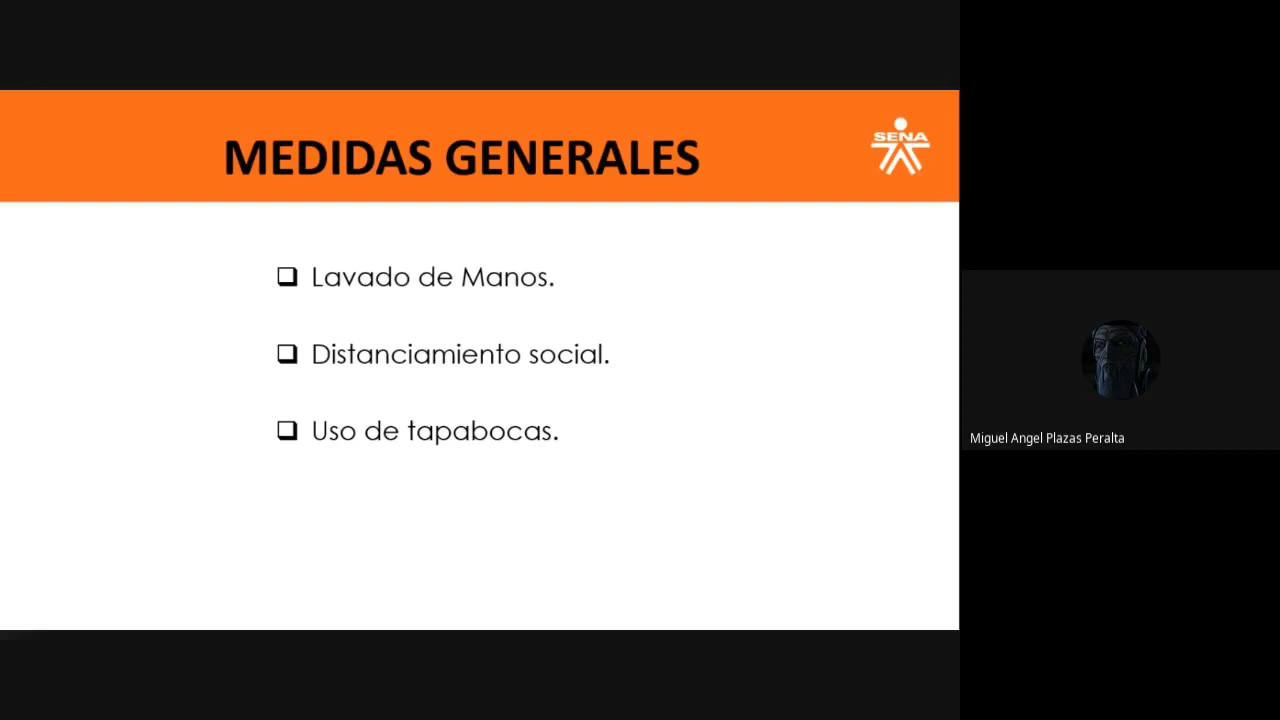 MEDIDAS GENERALES
SENA
Lavado de Manos.
Distanciamiento social.
Uso de tapabocas.
Miguel Angel Plazas Peralta